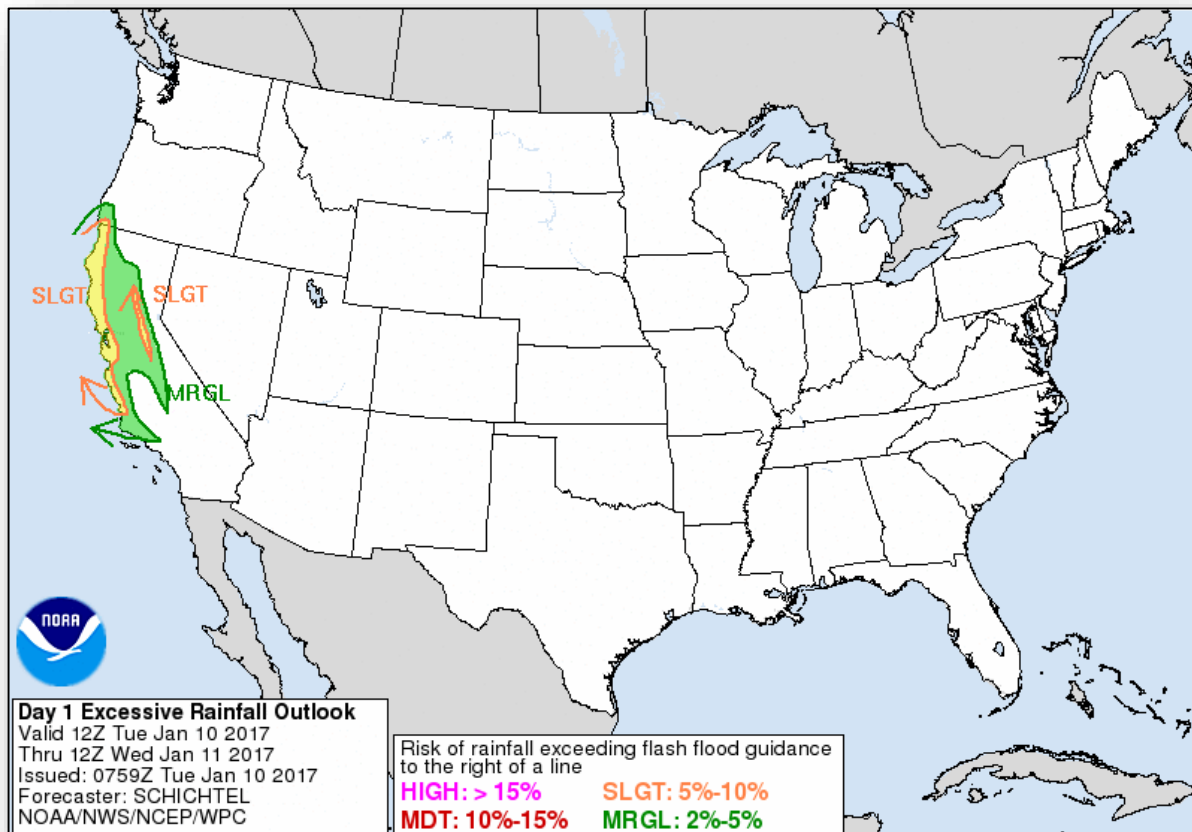 SLGT
SLGT
MRGL
NOAA
Day 1 Excessive Rainfall Outlook
Valid 12Z Tue Jan 10 2017
Thru 12Z Wed Jan 11 2017
Issued: 0759Z Tue Jan 10 2017
Forecaster: SCHICHTEL
NOAA/NWS/NCEP/WPC
Risk of rainfall exceeding flash flood guidance
to the right of a line
HIGH: > 15% SLGT: 5%-10%
MDT: 10%-15% MRGL: 2%-5%